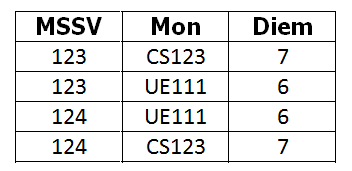 MSSV Mon Diem
123 CS123 7
123 UE111 6
124 UE111 6
124 CS123 7